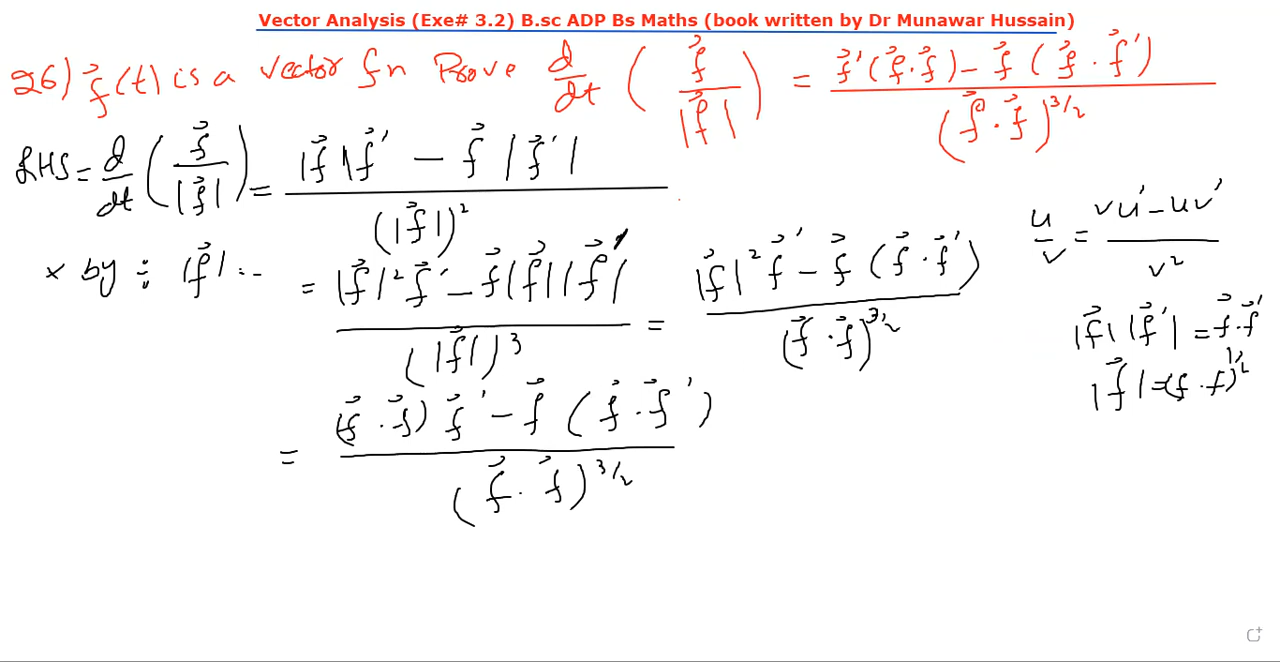 Vector Analysis (Exe# 3.2) B.sc ADP Bs Maths (book written by Dr Munawar Hussain)
26) f⃗(t) is a vector fn Prove d/dt ( f⃗ / |f⃗| ) = f⃗'(f⃗·f⃗) − f⃗ (f⃗·f⃗') / (f⃗·f⃗)^3/2
LHS = d/dt ( f⃗ / |f⃗| ) = |f⃗| f⃗' − f⃗ |f⃗'| / (|f⃗|)²
u/v = vu' − uv' / v²
× by ÷ |f⃗| :-
= |f⃗|² f⃗' − f⃗ |f⃗| |f⃗'| / (|f⃗|)³ = |f⃗|² f⃗' − f⃗ (f⃗·f⃗') / (f⃗·f⃗)^3/2
|f⃗| |f⃗'| = f⃗·f⃗'
|f⃗| = (f·f)^1/2
= (f⃗·f⃗) f⃗' − f⃗ (f⃗·f⃗') / (f⃗·f⃗)^3/2